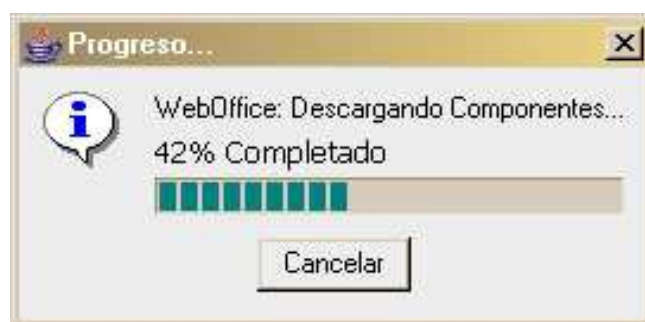 Progreso...
WebOffice: Descargando Componentes...
42% Completado
Cancelar